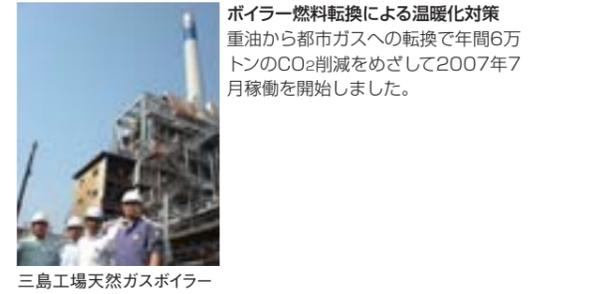 ボイラー燃料転換による温暖化対策
重油から都市ガスへの転換で年間6万
トンのCO₂削減をめざして2007年7
月稼働を開始しました。
三島工場天然ガスボイラー